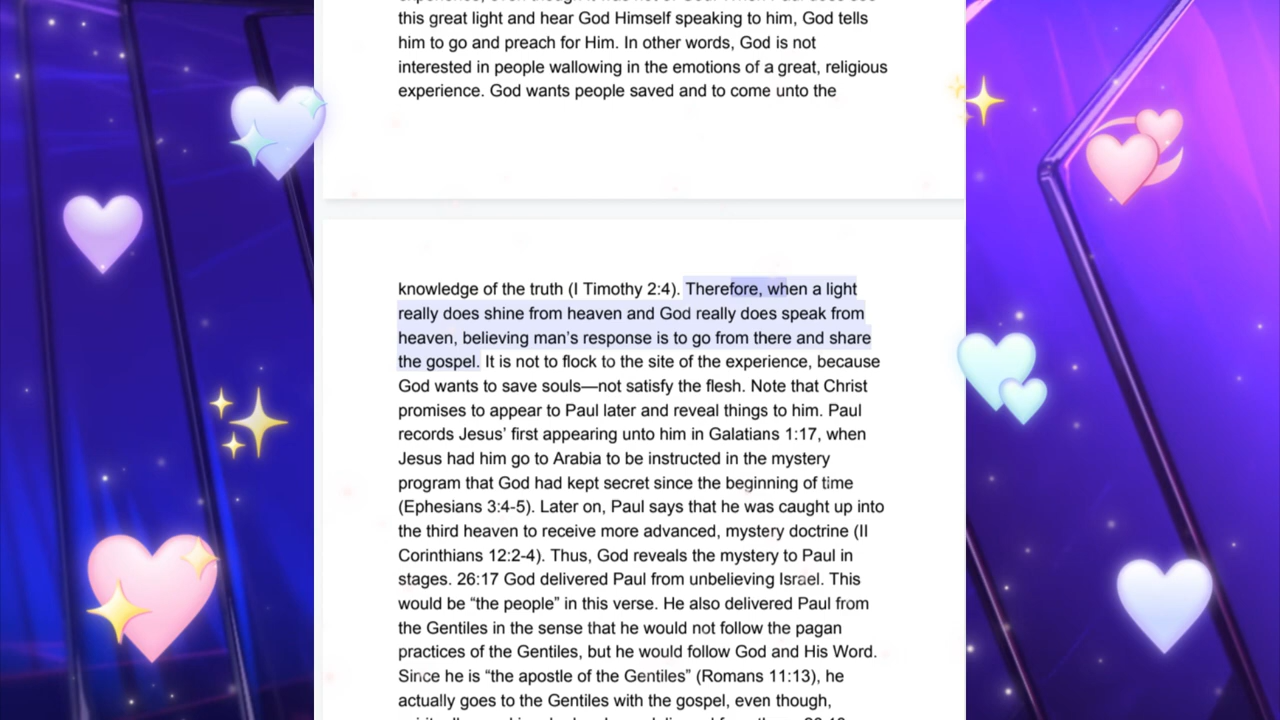 this great light and hear God Himself speaking to him, God tells
him to go and preach for Him. In other words, God is not
interested in people wallowing in the emotions of a great, religious
experience. God wants people saved and to come unto the
knowledge of the truth (I Timothy 2:4). Therefore, when a light
really does shine from heaven and God really does speak from
heaven, believing man’s response is to go from there and share
the gospel. It is not to flock to the site of the experience, because
God wants to save souls—not satisfy the flesh. Note that Christ
promises to appear to Paul later and reveal things to him. Paul
records Jesus’ first appearing unto him in Galatians 1:17, when
Jesus had him go to Arabia to be instructed in the mystery
program that God had kept secret since the beginning of time
(Ephesians 3:4-5). Later on, Paul says that he was caught up into
the third heaven to receive more advanced, mystery doctrine (II
Corinthians 12:2-4). Thus, God reveals the mystery to Paul in
stages. 26:17 God delivered Paul from unbelieving Israel. This
would be “the people” in this verse. He also delivered Paul from
the Gentiles in the sense that he would not follow the pagan
practices of the Gentiles, but he would follow God and His Word.
Since he is “the apostle of the Gentiles” (Romans 11:13), he
actually goes to the Gentiles with the gospel, even though,